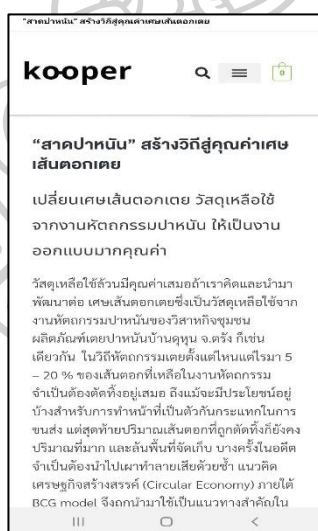 "สาดปาหนัน" สร้างวิถีสู่คุณค่าเศษเส้นตอกเตย
kooper
0
“สาดปาหนัน” สร้างวิถีสู่คุณค่าเศษ
เส้นตอกเตย
เปลี่ยนเศษเส้นตอกเตย วัสดุเหลือใช้
จากงานหัตถกรรมปาหนัน ให้เป็นงาน
ออกแบบมากคุณค่า
วัสดุเหลือใช้ล้วนมีคุณค่าเสมอถ้าเราคิดและนำมา
พัฒนาต่อ เศษเส้นตอกเตยซึ่งเป็นวัสดุเหลือใช้จาก
งานหัตถกรรมปาหนันของวิสาหกิจชุมชน
ผลิตภัณฑ์เตยปาหนันบ้านดุหุน จ.ตรัง ก็เช่น
เดียวกัน ในวิถีหัตถกรรมเตยตั้งแต่ไหนแต่ไรมา 5
– 20 % ของเส้นตอกที่เหลือในงานหัตถกรรม
จำเป็นต้องตัดทิ้งอยู่เสมอ ถึงแม้จะมีประโยชน์อยู่
บ้างสำหรับการทำหน้าที่เป็นตัวกันกระแทกในการ
ขนส่ง แต่สุดท้ายปริมาณเส้นตอกที่ถูกตัดทิ้งก็ยังคง
ปริมาณที่มาก และล้นพื้นที่จัดเก็บ บางครั้งในอดีต
จำเป็นต้องนำไปเผาทำลายเสียด้วยซ้ำ แนวคิด
เศรษฐกิจสร้างสรรค์ (Circular Economy) ภายใต้
BCG model จึงถูกนำมาใช้เป็นแนวทางสำคัญใน